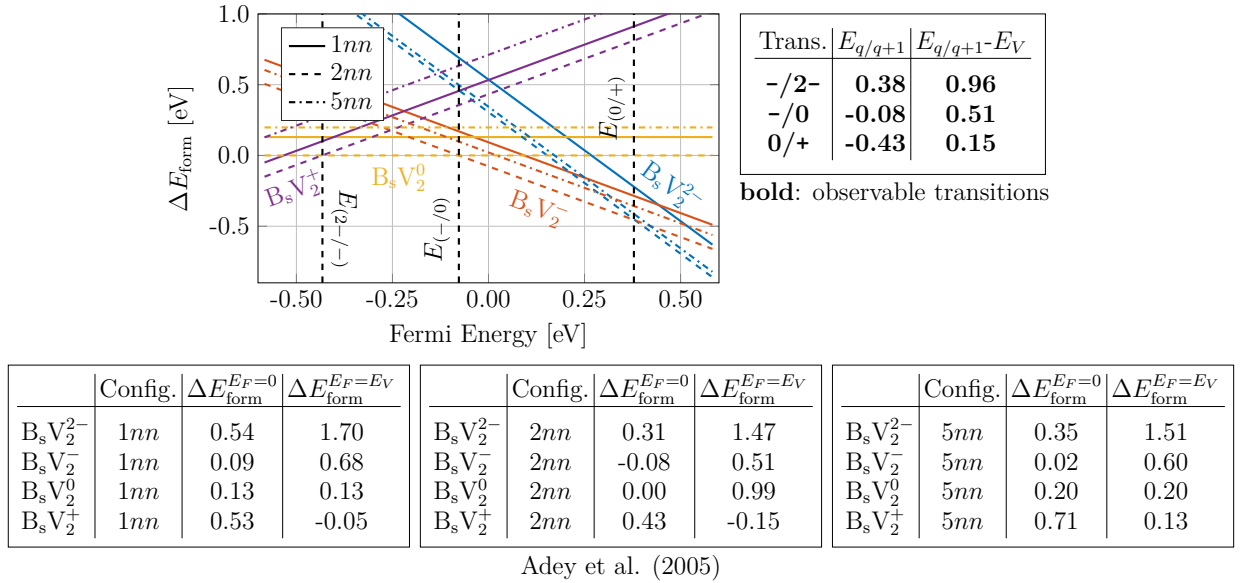 1.0
0.5
0.0
-0.5
ΔE_form [eV]
1nn
2nn
5nn
B_sV_2^+
B_sV_2^0
B_sV_2^-
B_sV_2^{2-}
E_(2-/-)
E_(-/0)
E_(0/+)
-0.50 -0.25 0.00 0.25 0.50
Fermi Energy [eV]
Trans. E_{q/q+1} E_{q/q+1}-E_V
-/2- 0.38 0.96
-/0 -0.08 0.51
0/+ -0.43 0.15
bold: observable transitions
Config. ΔE_form^{E_F=0} ΔE_form^{E_F=E_V}
B_sV_2^{2-} 1nn 0.54 1.70
B_sV_2^- 1nn 0.09 0.68
B_sV_2^0 1nn 0.13 0.13
B_sV_2^+ 1nn 0.53 -0.05
Config. ΔE_form^{E_F=0} ΔE_form^{E_F=E_V}
B_sV_2^{2-} 2nn 0.31 1.47
B_sV_2^- 2nn -0.08 0.51
B_sV_2^0 2nn 0.00 0.99
B_sV_2^+ 2nn 0.43 -0.15
Config. ΔE_form^{E_F=0} ΔE_form^{E_F=E_V}
B_sV_2^{2-} 5nn 0.35 1.51
B_sV_2^- 5nn 0.02 0.60
B_sV_2^0 5nn 0.20 0.20
B_sV_2^+ 5nn 0.71 0.13
Adey et al. (2005)